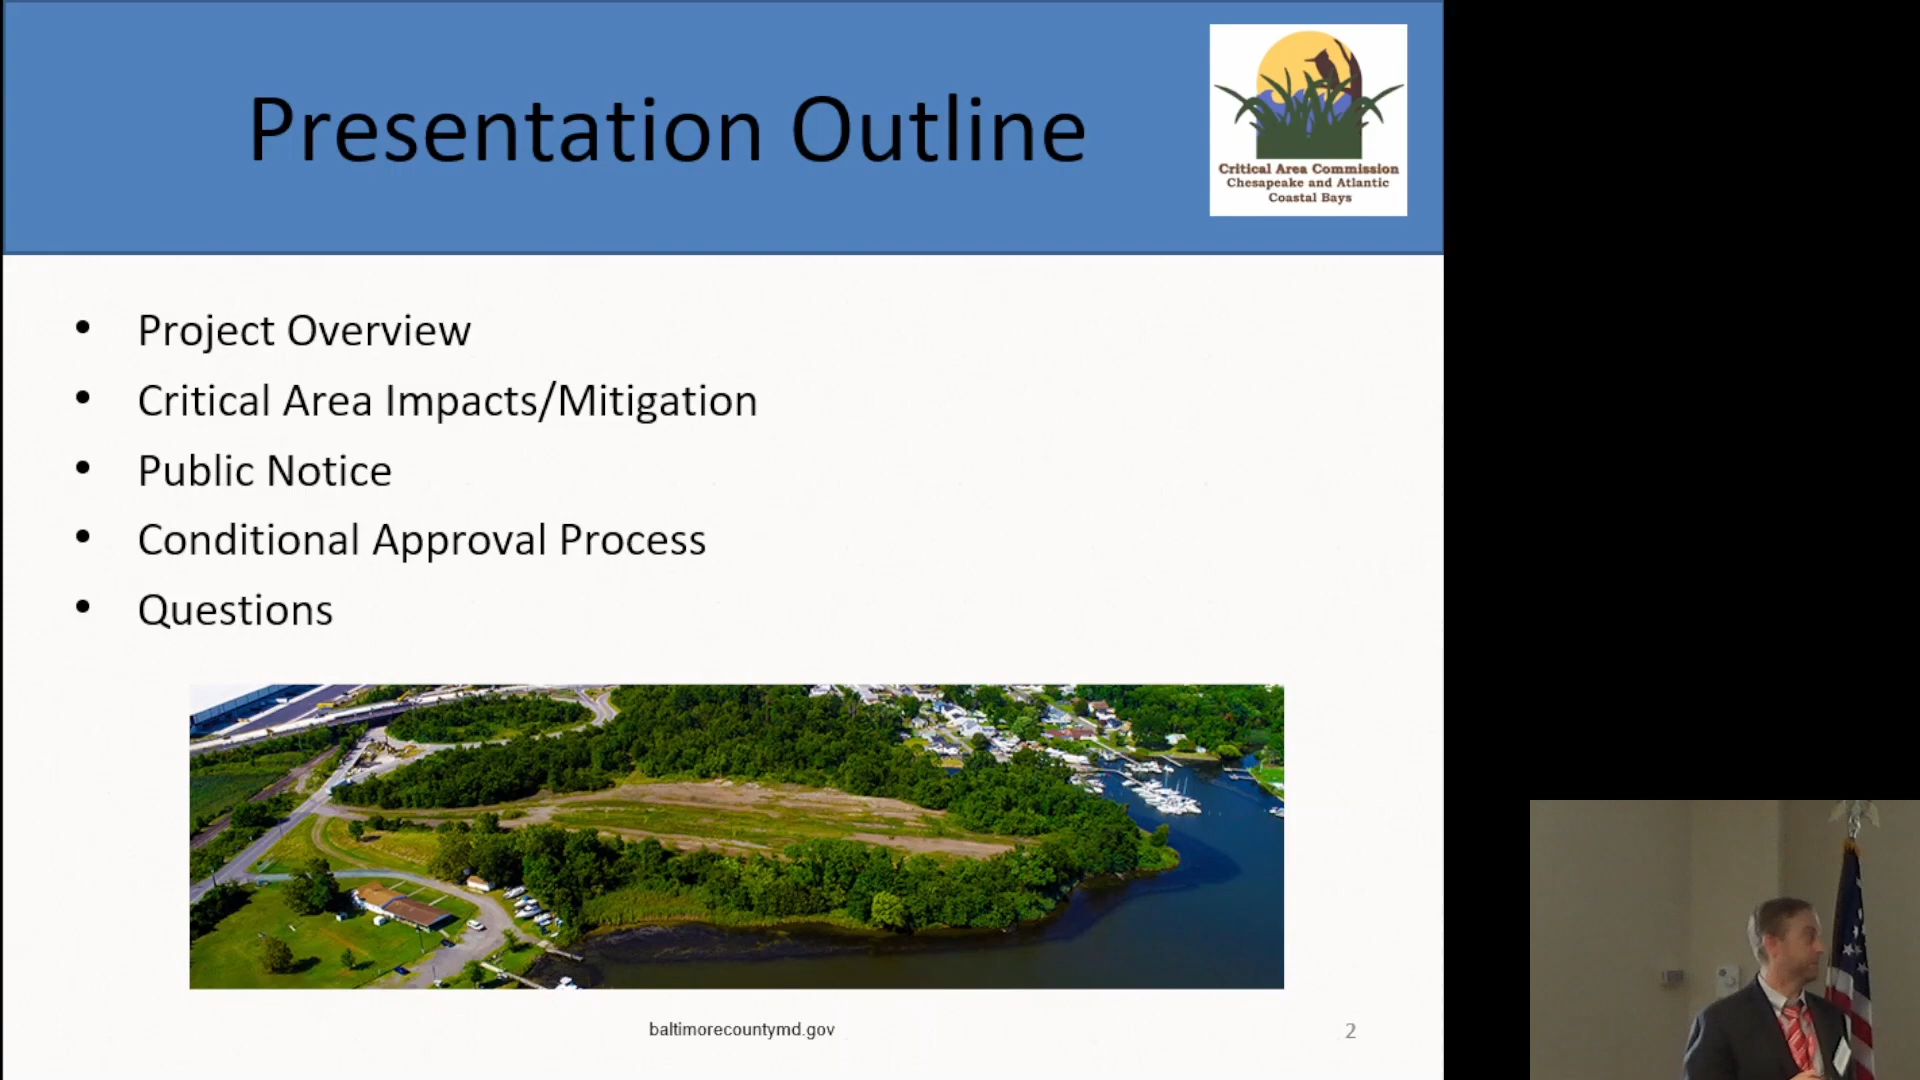 Presentation Outline
Critical Area Commission
Chesapeake and Atlantic
Coastal Bays
• Project Overview
• Critical Area Impacts/Mitigation
• Public Notice
• Conditional Approval Process
• Questions
baltimorecountymd.gov
2